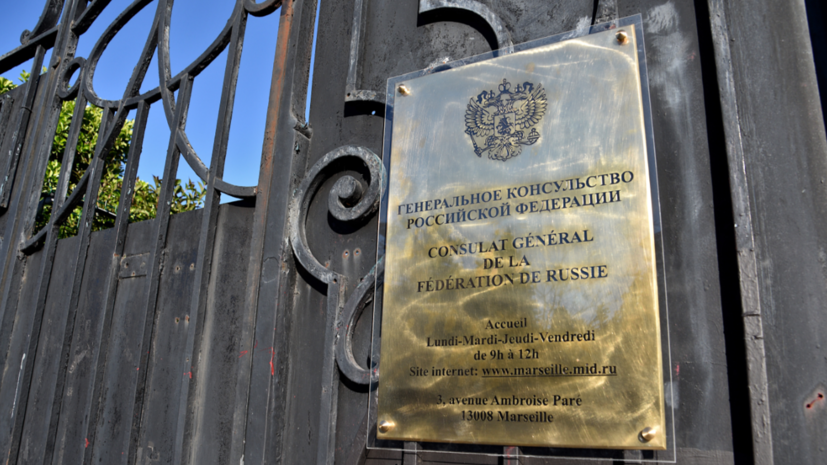 ГЕНЕРАЛЬНОЕ КОНСУЛЬСТВО
РОССИЙСКОЙ ФЕДЕРАЦИИ
CONSULAT GÉNÉRAL
DE LA
FÉDÉRATION DE RUSSIE
Accueil
Lundi-Mardi-Jeudi-Vendredi
de 9h à 12h
Site internet: www.marseille.mid.ru
3, avenue Ambroise Paré
13008 Marseille